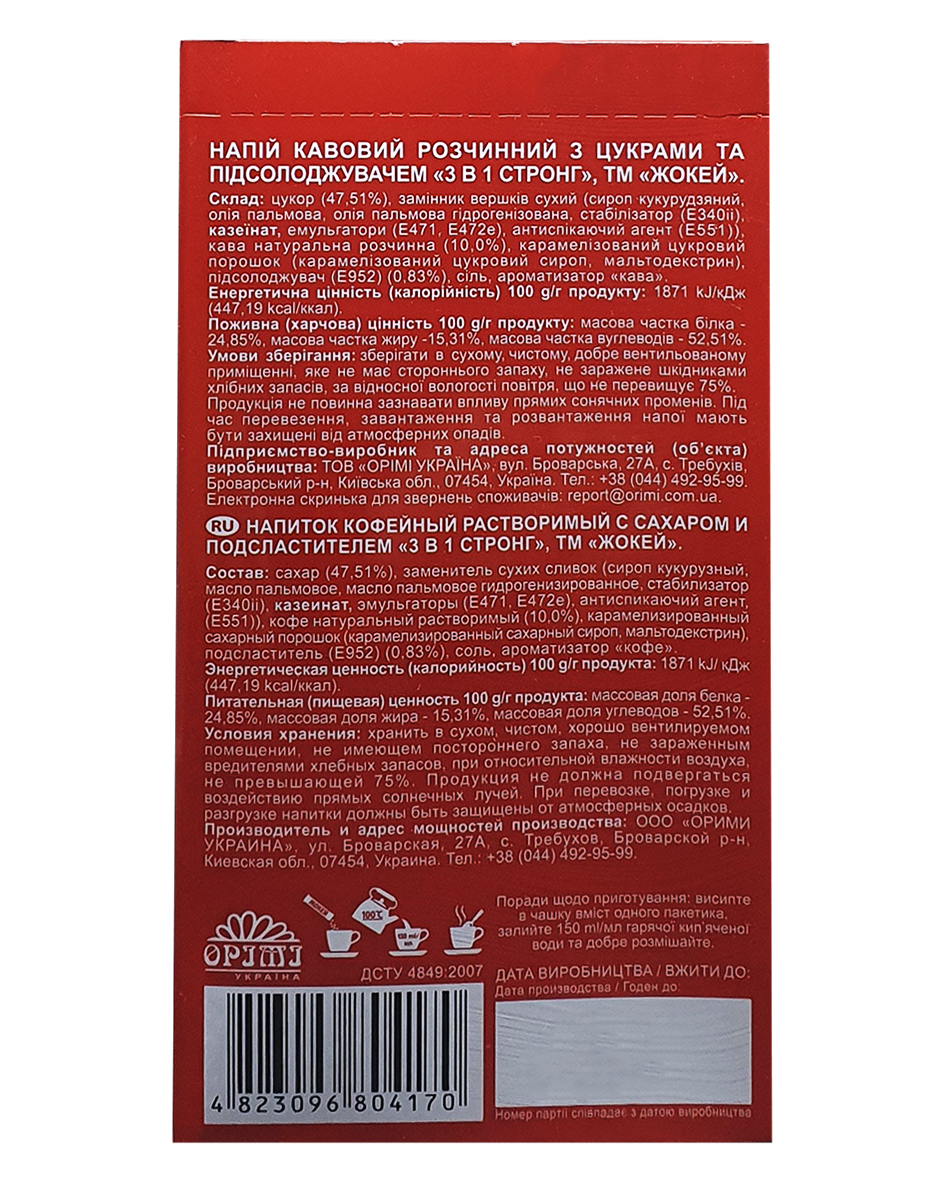 НАПІЙ КАВОВИЙ РОЗЧИННИЙ З ЦУКРАМИ ТА
ПІДСОЛОДЖУВАЧЕМ «3 В 1 СТРОНГ», ТМ «ЖОКЕЙ».
Склад: цукор (47,51%), замінник вершків сухий (сироп кукурудзяний,
олія пальмова, олія пальмова гідрогенізована, стабілізатор (E340ii),
казеїнат, емульгатори (E471, E472e), антиспікаючий агент (E551)),
кава натуральна розчинна (10,0%), карамелізований цукровий
порошок (карамелізований цукровий сироп, мальтодекстрин),
підсолоджувач (E952) (0,83%), сіль, ароматизатор «кава».
Енергетична цінність (калорійність) 100 g/г продукту: 1871 kJ/кДж
(447,19 kcal/ккал).
Поживна (харчова) цінність 100 g/г продукту: масова частка білка -
24,85%, масова частка жиру -15,31%, масова частка вуглеводів - 52,51%.
Умови зберігання: зберігати в сухому, чистому, добре вентильованому
приміщенні, яке не має стороннього запаху, не заражене шкідниками
хлібних запасів, за відносної вологості повітря, що не перевищує 75%.
Продукція не повинна зазнавати впливу прямих сонячних променів. Під
час перевезення, завантаження та розвантаження напої мають
бути захищені від атмосферних опадів.
Підприємство-виробник та адреса потужностей (об'єкта)
виробництва: ТОВ «ОРІМІ УКРАЇНА», вул. Броварська, 27А, с. Требухів,
Броварський р-н, Київська обл., 07454, Україна. Тел.: +38 (044) 492-95-99.
Електронна скринька для звернень споживачів: report@orimi.com.ua.
RU НАПИТОК КОФЕЙНЫЙ РАСТВОРИМЫЙ С САХАРОМ И
ПОДСЛАСТИТЕЛЕМ «3 В 1 СТРОНГ», ТМ «ЖОКЕЙ».
Состав: сахар (47,51%), заменитель сухих сливок (сироп кукурузный,
масло пальмовое, масло пальмовое гидрогенизированное, стабилизатор
(E340ii), казеинат, эмульгаторы (E471, E472e), антиспикающий агент,
(E551)), кофе натуральный растворимый (10,0%), карамелизированный
сахарный порошок (карамелизированный сахарный сироп, мальтодекстрин),
подсластитель (E952) (0,83%), соль, ароматизатор «кофе».
Энергетическая ценность (калорийность) 100 g/г продукта: 1871 kJ/ кДж
(447,19 kcal/ккал).
Питательная (пищевая) ценность 100 g/г продукта: массовая доля белка -
24,85%, массовая доля жира - 15,31%, массовая доля углеводов - 52,51%.
Условия хранения: хранить в сухом, чистом, хорошо вентилируемом
помещении, не имеющем постороннего запаха, не зараженным
вредителями хлебных запасов, при относительной влажности воздуха,
не превышающей 75%. Продукция не должна подвергаться
воздействию прямых солнечных лучей. При перевозке, погрузке и
разгрузке напитки должны быть защищены от атмосферных осадков.
Производитель и адрес мощностей производства: ООО «ОРИМИ
УКРАИНА», ул. Броварская, 27А, с. Требухов, Броварской р-н,
Киевская обл., 07454, Украина. Тел.: +38 (044) 492-95-99.
ЖОКЕЙ
100°C
150 ml/
мл
Поради щодо приготування: висипте
в чашку вміст одного пакетика,
залийте 150 ml/мл гарячої кип'яченої
води та добре розмішайте.
ОРІМІ
УКРАЇНА
ДСТУ 4849:2007
ДАТА ВИРОБНИЦТВА / ВЖИТИ ДО:
Дата производства / Годен до:
4 823096 804170
Номер партії співпадає з датою виробництва